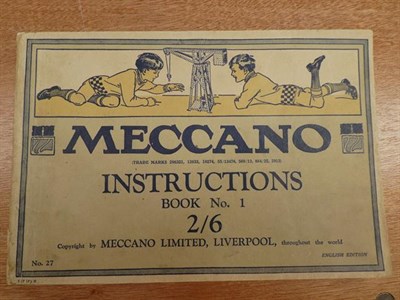 MECCANO
INSTRUCTIONS
BOOK No. 1
2/6
Copyright by MECCANO LIMITED, LIVERPOOL, throughout the world
No. 27
ENGLISH EDITION